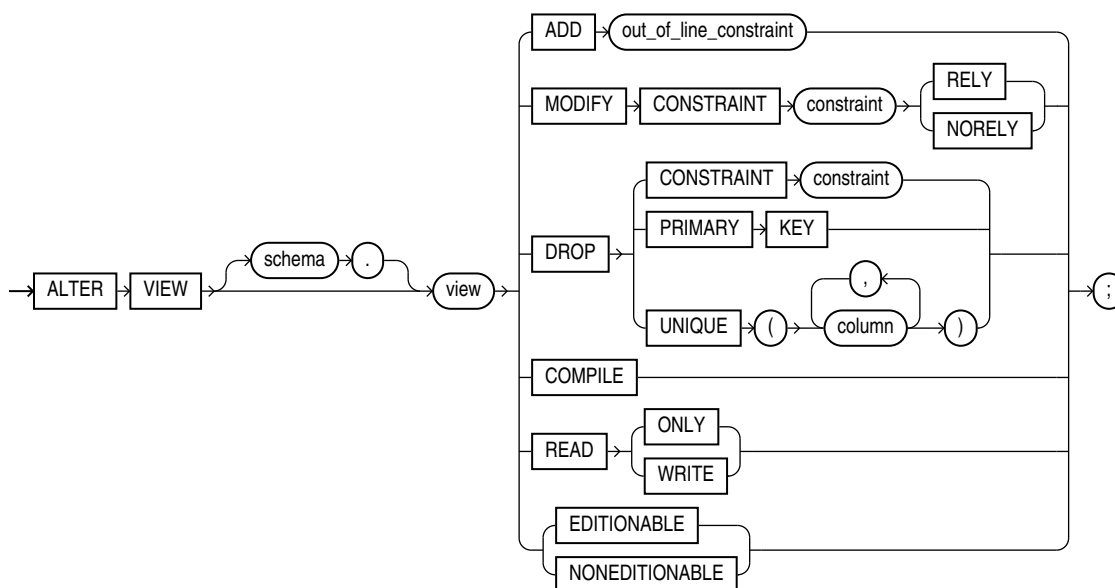 ADD out_of_line_constraint
RELY
MODIFY CONSTRAINT constraint
NORELY
CONSTRAINT constraint
PRIMARY KEY
DROP
schema .
,
ALTER VIEW view ;
UNIQUE ( column )
COMPILE
ONLY
READ
WRITE
EDITIONABLE
NONEDITIONABLE